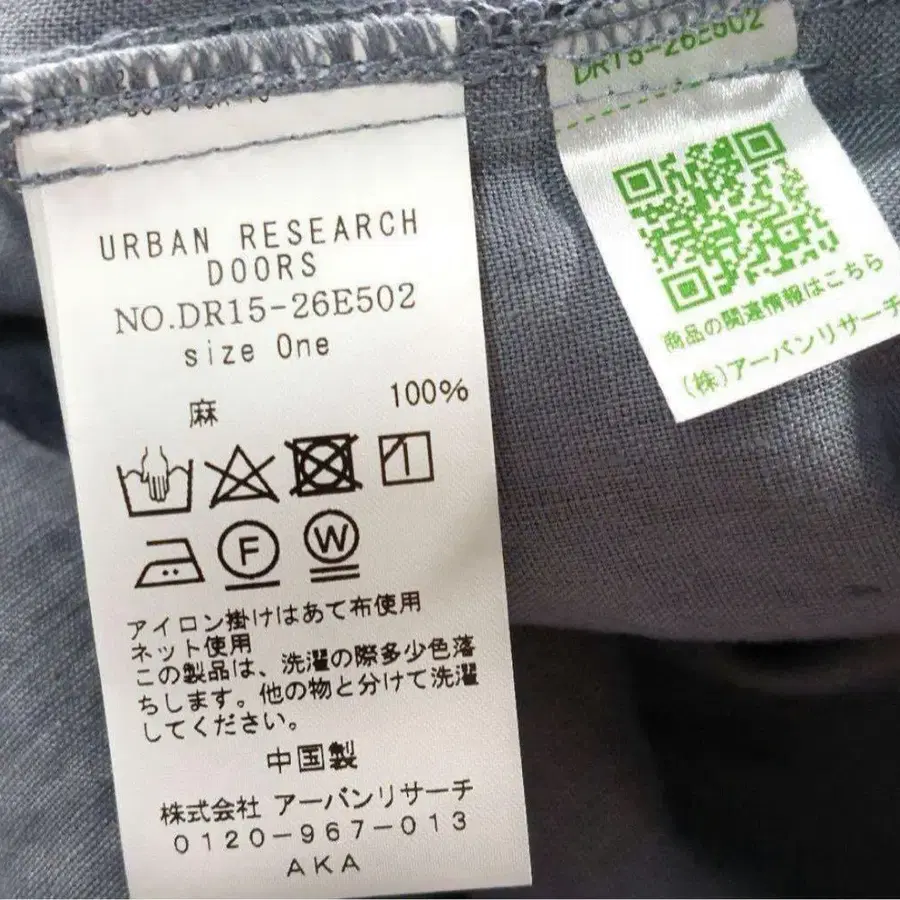 URBAN RESEARCH
DOORS
NO.DR15-26E502
size One
麻 100%
F
W
アイロン掛けはあて布使用
ネット使用
この製品は、洗濯の際多少色落
ちします。他の物と分けて洗濯
してください。
中国製
株式会社 アーバンリサーチ
0120-967-013
AKA
DR15-26E502
商品の関連情報はこちら
(株)アーバンリサーチ